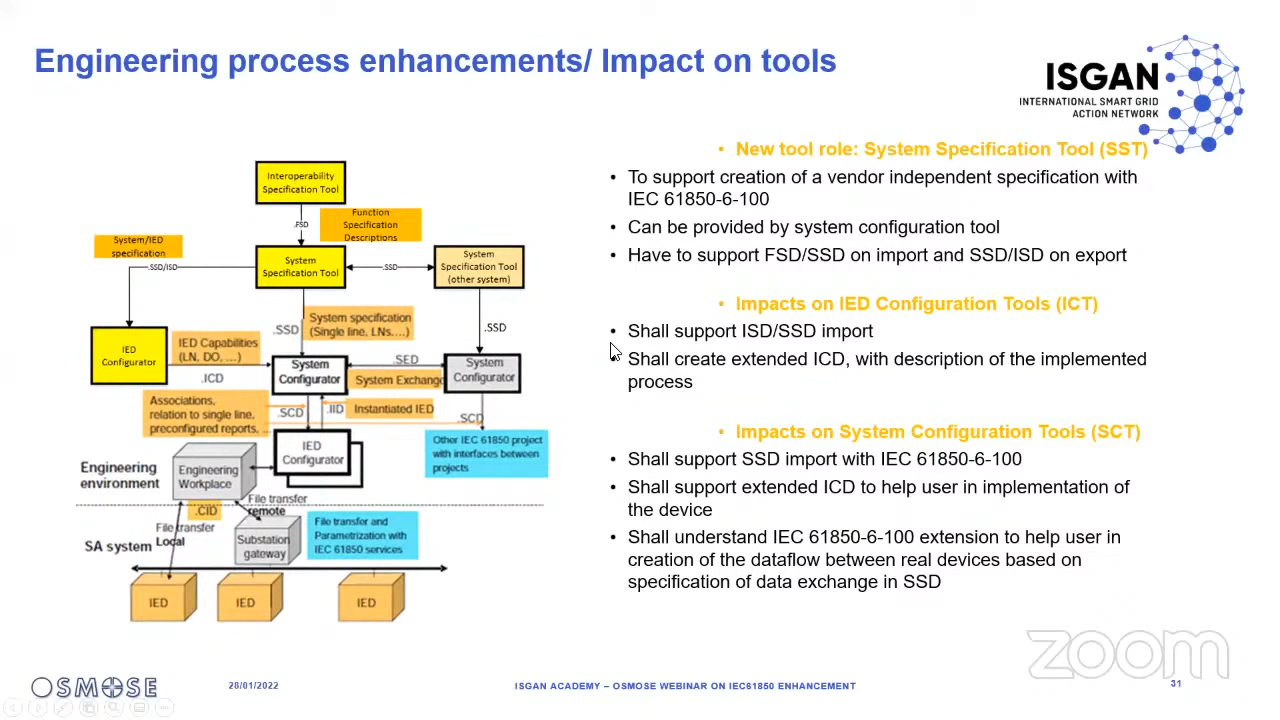 Engineering process enhancements/ Impact on tools
ISGAN
INTERNATIONAL SMART GRID
ACTION NETWORK
Interoperability
Specification Tool
.FSD
Function
Specification
Descriptions
System/IED
specification
.SSD/ISD
System
Specification Tool
.SSD
System
Specification Tool
(other system)
.SSD
System specification
(Single line, LNs....)
.SSD
IED
Configurator
IED Capabilities
(LN, DO, ...)
.ICD
System
Configurator
.SED
System Exchange
System
Configurator
Associations,
relation to single line,
preconfigured reports,
.SCD
.IID
Instantiated IED
.SCD
IED
Configurator
Other IEC 61850 project
with interfaces between
projects
Engineering
environment
Engineering
Workplace
.CID
File transfer
remote
File transfer
Local
SA system
Substation
gateway
File transfer and
Parametrization with
IEC 61850 services
IED
IED
IED
• New tool role: System Specification Tool (SST)
• To support creation of a vendor independent specification with
IEC 61850-6-100
• Can be provided by system configuration tool
• Have to support FSD/SSD on import and SSD/ISD on export
• Impacts on IED Configuration Tools (ICT)
• Shall support ISD/SSD import
• Shall create extended ICD, with description of the implemented
process
• Impacts on System Configuration Tools (SCT)
• Shall support SSD import with IEC 61850-6-100
• Shall support extended ICD to help user in implementation of
the device
• Shall understand IEC 61850-6-100 extension to help user in
creation of the dataflow between real devices based on
specification of data exchange in SSD
zoom
OSMOSE
28/01/2022
ISGAN ACADEMY – OSMOSE WEBINAR ON IEC61850 ENHANCEMENT
31